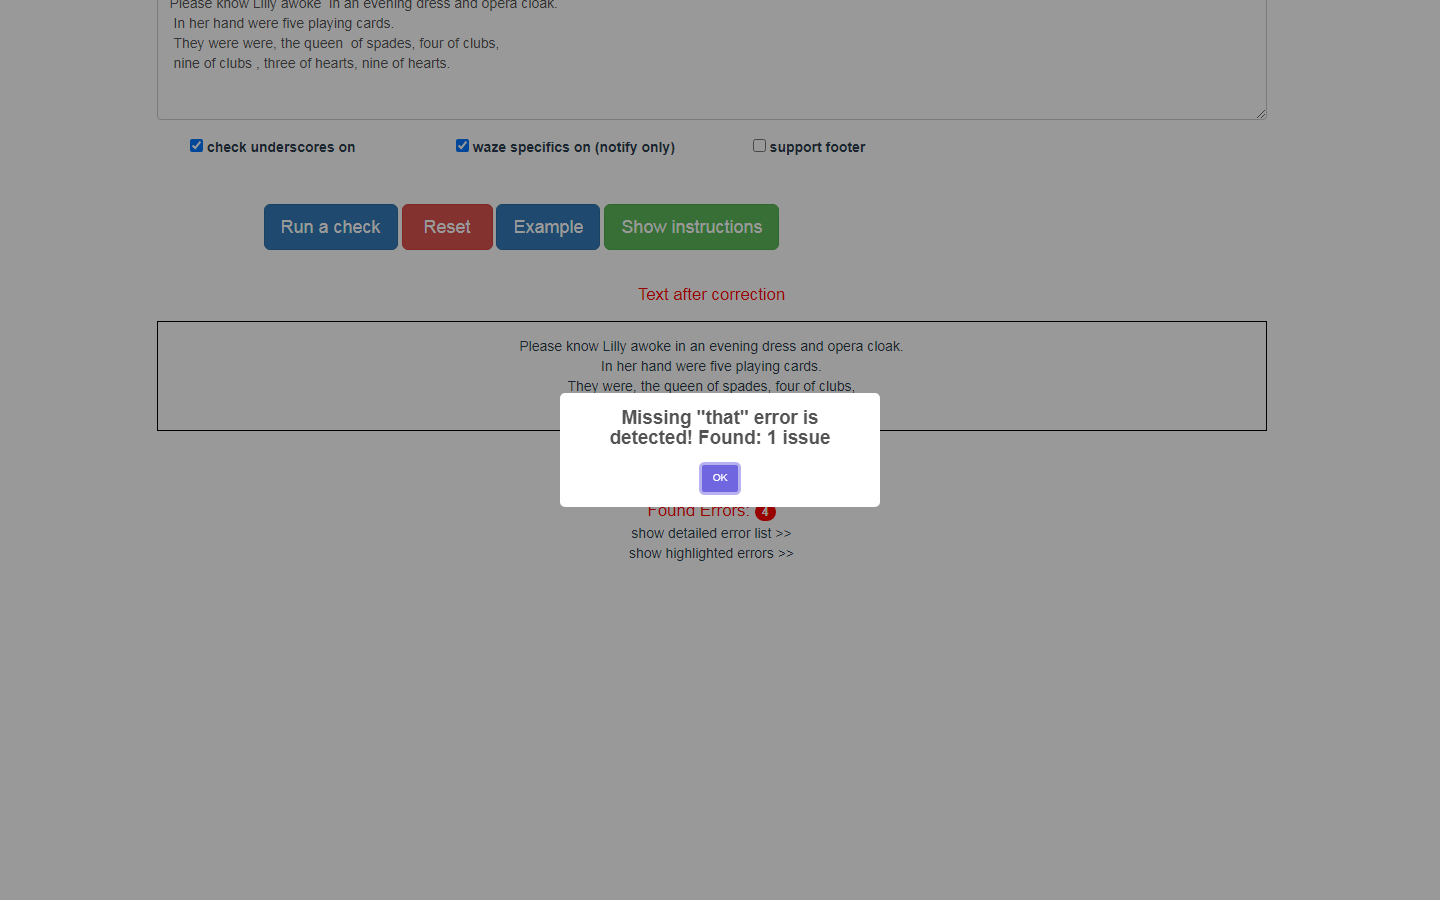 Please know Lilly awoke  in an evening dress and opera cloak.
In her hand were five playing cards.
They were were, the queen  of spades, four of clubs,
nine of clubs , three of hearts, nine of hearts.
check underscores on
waze specifics on (notify only)
support footer
Run a check
Reset
Example
Show instructions
Text after correction
Please know Lilly awoke in an evening dress and opera cloak.
In her hand were five playing cards.
They were, the queen of spades, four of clubs,
Missing "that" error is
detected! Found: 1 issue
OK
Found Errors: 4
show detailed error list >>
show highlighted errors >>